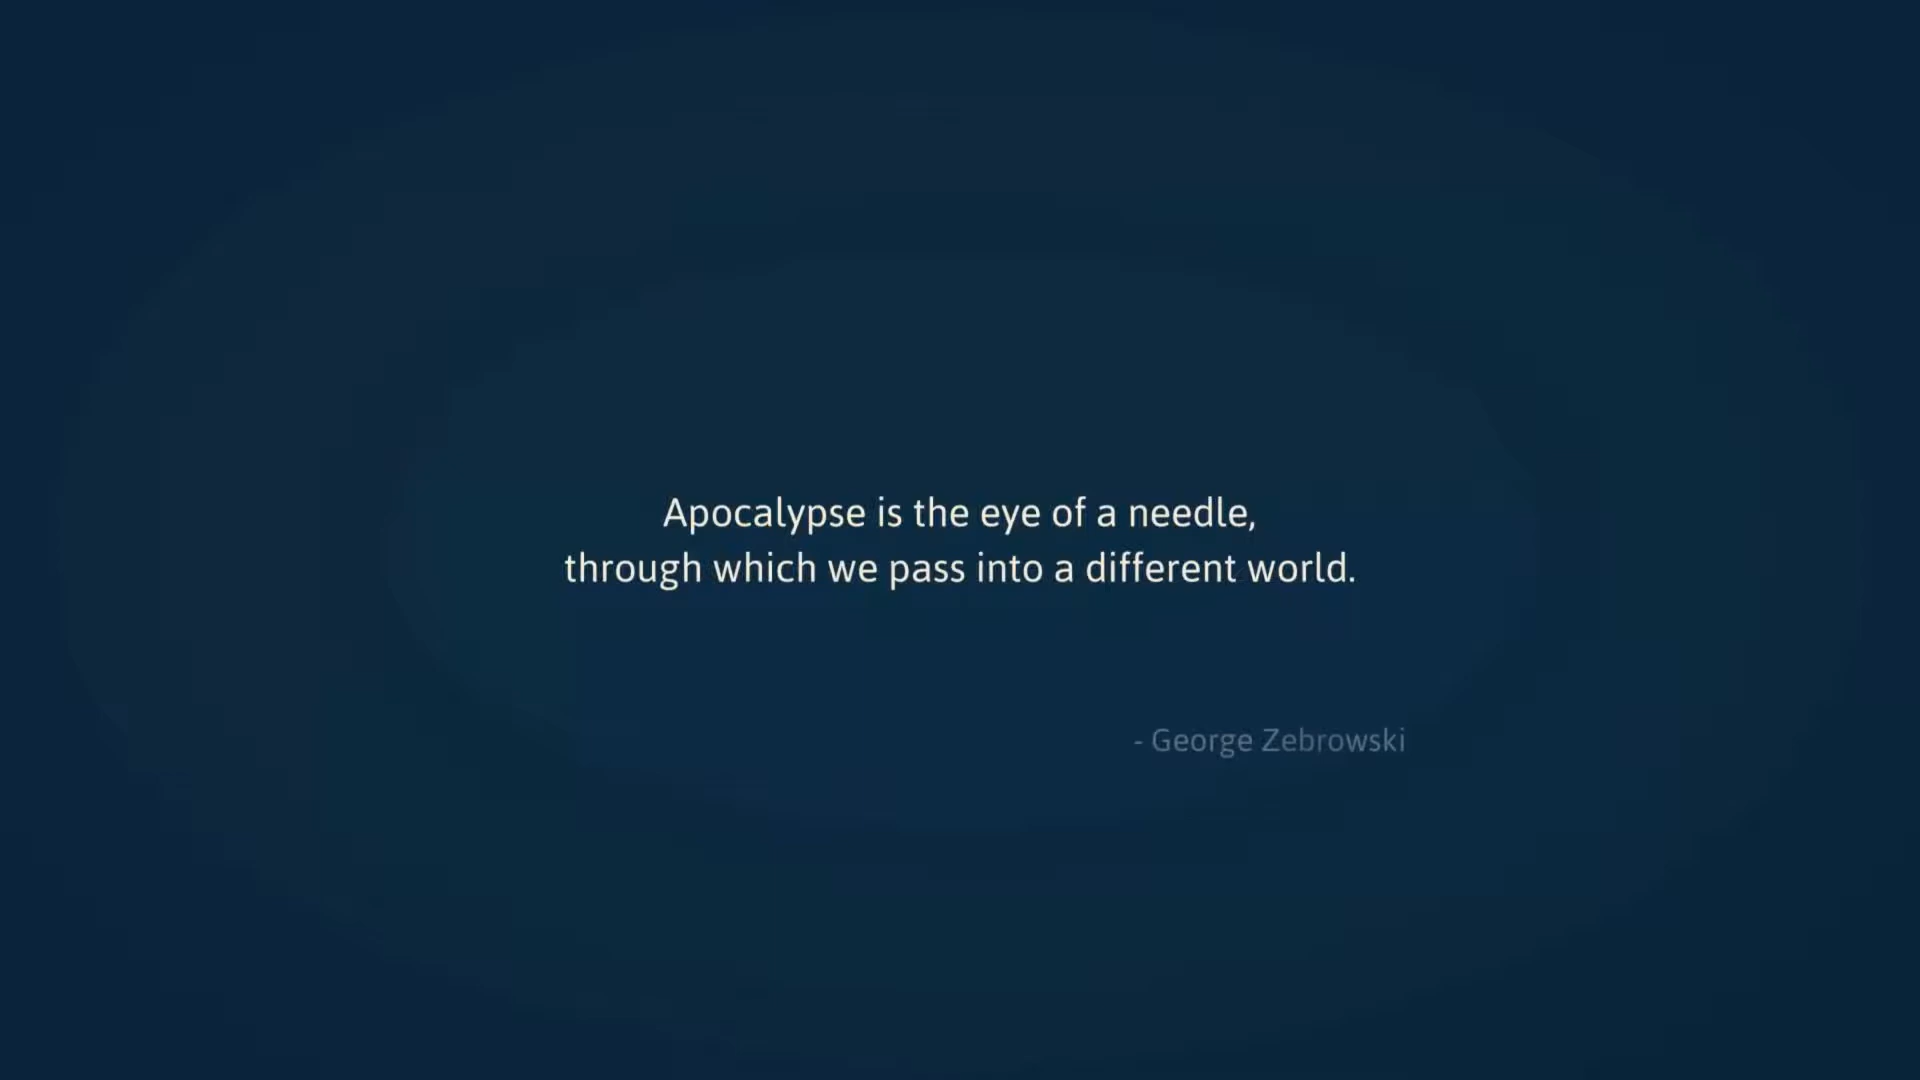 Apocalypse is the eye of a needle,
through which we pass into a different world.
- George Zebrowski